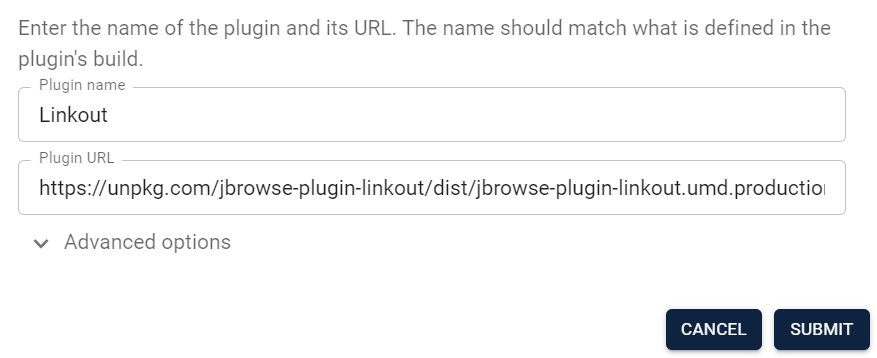 Enter the name of the plugin and its URL. The name should match what is defined in the
plugin's build.
Plugin name
Linkout
Plugin URL
https://unpkg.com/jbrowse-plugin-linkout/dist/jbrowse-plugin-linkout.umd.production
Advanced options
CANCEL SUBMIT